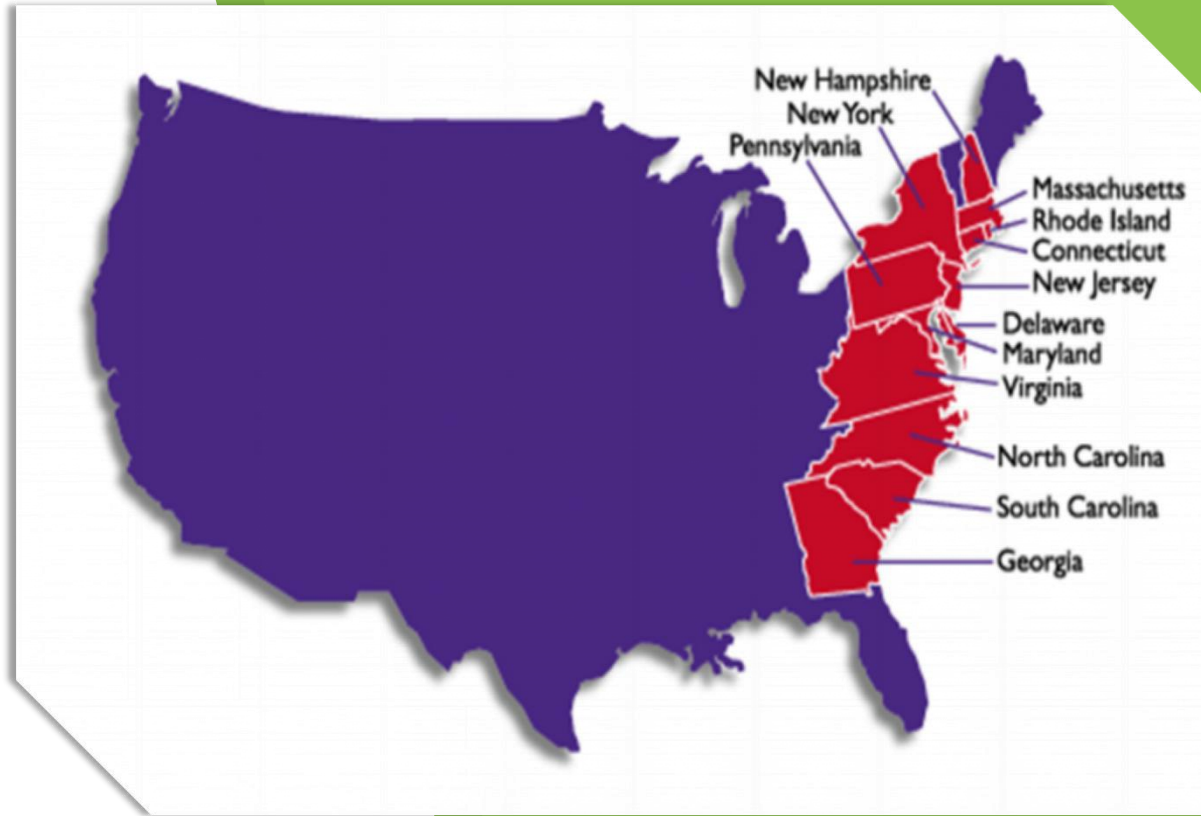 New Hampshire
New York
Pennsylvania
Massachusetts
Rhode Island
Connecticut
New Jersey
Delaware
Maryland
Virginia
North Carolina
South Carolina
Georgia